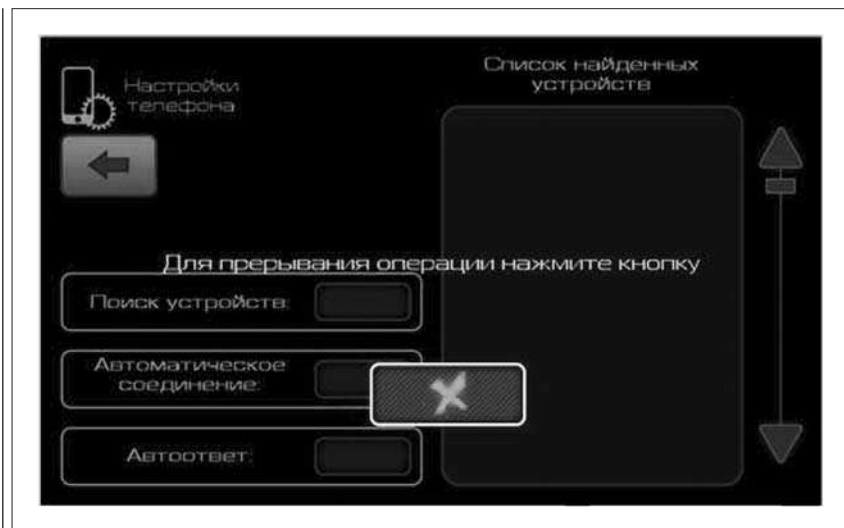 Настройки
телефона
Список найденных
устройств
Для прерывания операции нажмите кнопку
Поиск устройств:
Автоматическое
соединение:
Автоответ: